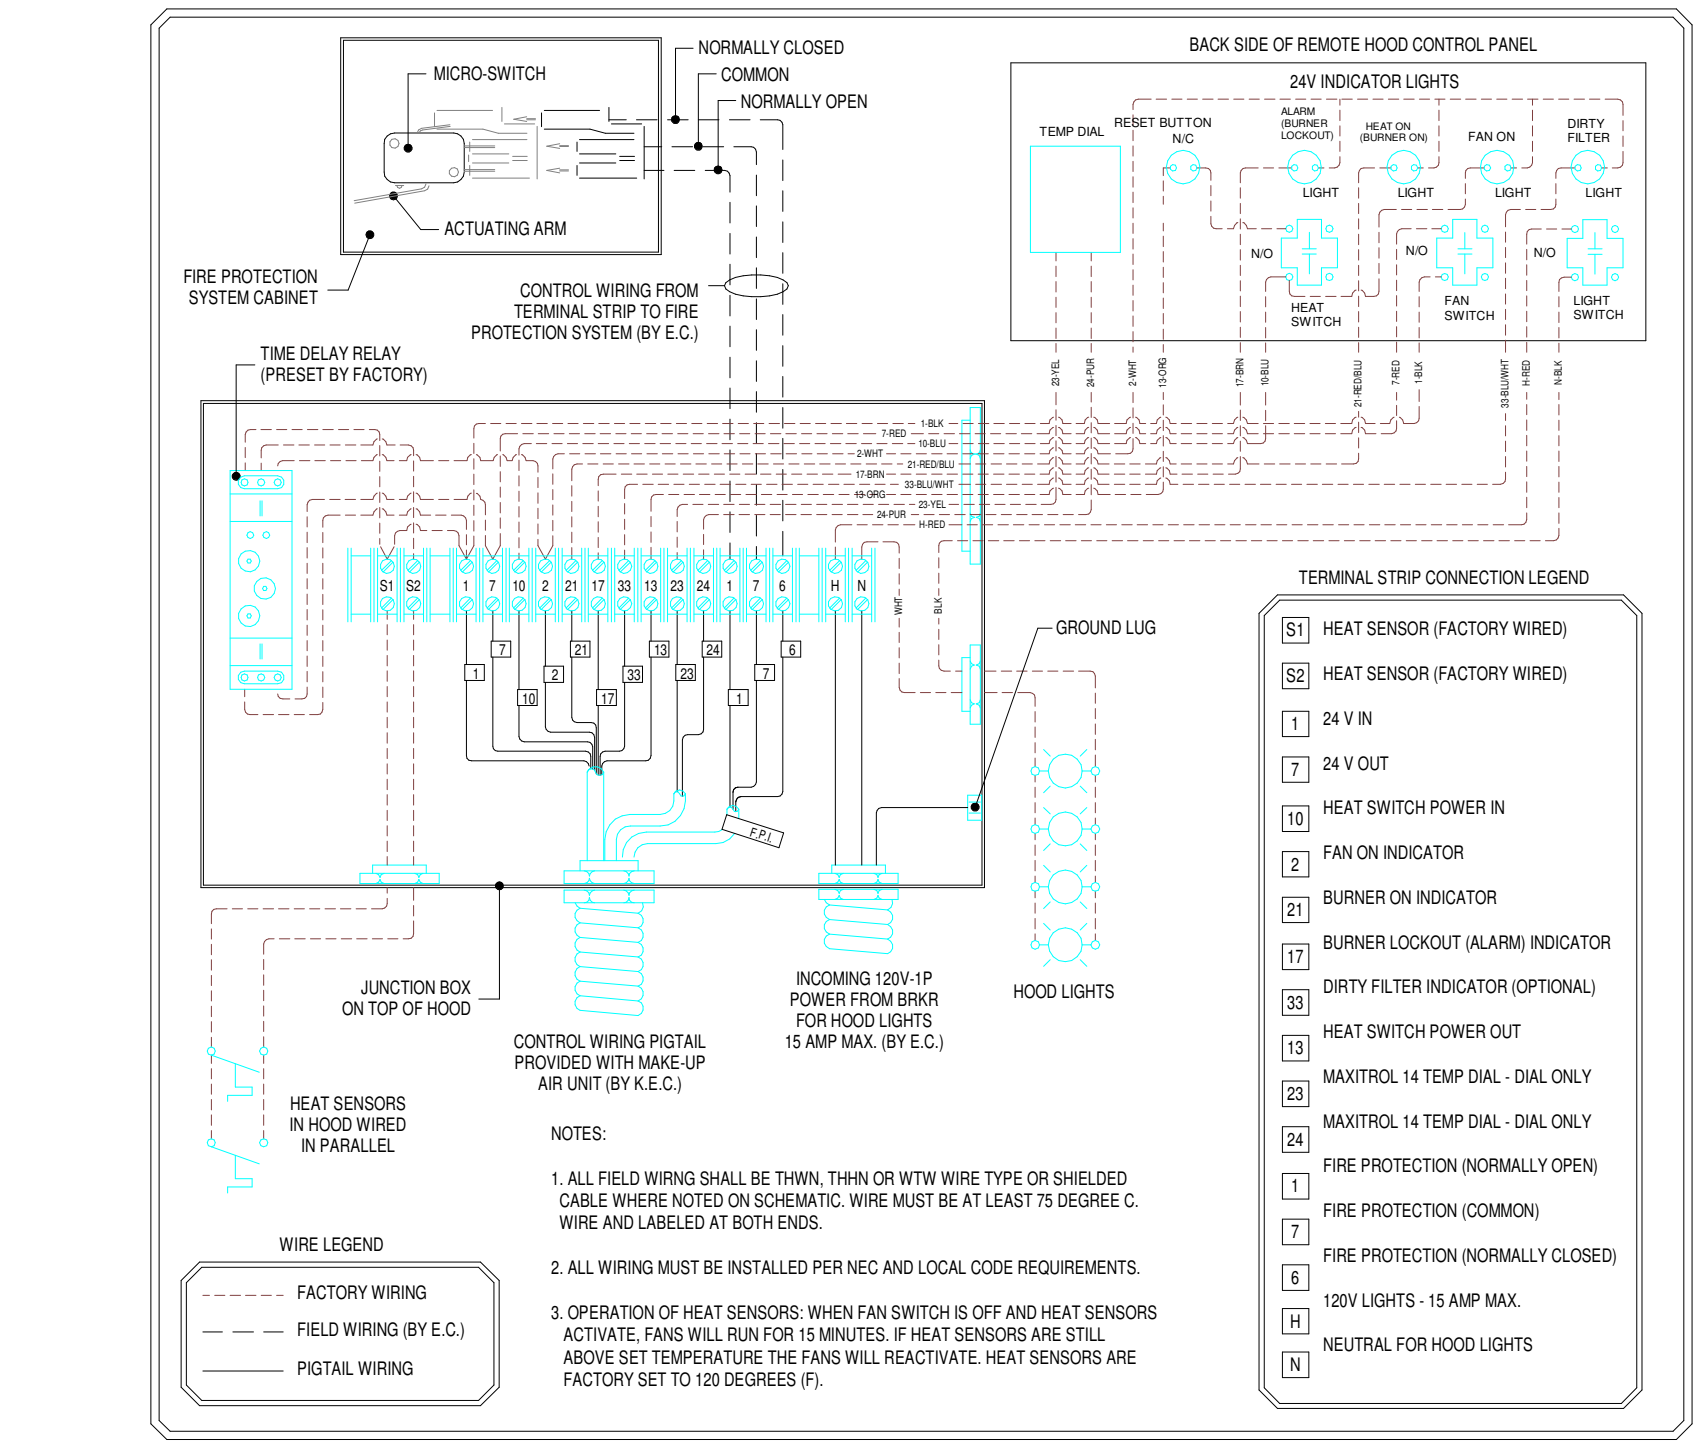 NORMALLY CLOSED
COMMON
NORMALLY OPEN
MICRO-SWITCH
ACTUATING ARM
FIRE PROTECTION
SYSTEM CABINET
CONTROL WIRING FROM
TERMINAL STRIP TO FIRE
PROTECTION SYSTEM (BY E.C.)
TIME DELAY RELAY
(PRESET BY FACTORY)
BACK SIDE OF REMOTE HOOD CONTROL PANEL
24V INDICATOR LIGHTS
TEMP DIAL
RESET BUTTON
N/C
ALARM
(BURNER
LOCKOUT)
HEAT ON
(BURNER ON)
FAN ON
DIRTY
FILTER
LIGHT
LIGHT
LIGHT
LIGHT
N/O
N/O
N/O
HEAT
SWITCH
FAN
SWITCH
LIGHT
SWITCH
23-YEL
24-PUR
2-WHT
13-ORG
17-BRN
10-BLU
21-RED/BLU
7-RED
1-BLK
33-BLU/WHT
H-RED
N-BLK
1-BLK
7-RED
10-BLU
2-WHT
21-RED/BLU
17-BRN
33-BLU/WHT
13-ORG
23-YEL
24-PUR
H-RED
S1 S2 1 7 10 2 21 17 33 13 23 24 1 7 6 H N
WHT
BLK
7 21 13 24 6
1 2 33 23 7
10 17 1
F.P.I.
GROUND LUG
HOOD LIGHTS
JUNCTION BOX
ON TOP OF HOOD
CONTROL WIRING PIGTAIL
PROVIDED WITH MAKE-UP
AIR UNIT (BY K.E.C.)
INCOMING 120V-1P
POWER FROM BRKR
FOR HOOD LIGHTS
15 AMP MAX. (BY E.C.)
HEAT SENSORS
IN HOOD WIRED
IN PARALLEL
NOTES:
1. ALL FIELD WIRNG SHALL BE THWN, THHN OR WTW WIRE TYPE OR SHIELDED
CABLE WHERE NOTED ON SCHEMATIC. WIRE MUST BE AT LEAST 75 DEGREE C.
WIRE AND LABELED AT BOTH ENDS.
2. ALL WIRING MUST BE INSTALLED PER NEC AND LOCAL CODE REQUIREMENTS.
3. OPERATION OF HEAT SENSORS: WHEN FAN SWITCH IS OFF AND HEAT SENSORS
ACTIVATE, FANS WILL RUN FOR 15 MINUTES. IF HEAT SENSORS ARE STILL
ABOVE SET TEMPERATURE THE FANS WILL REACTIVATE. HEAT SENSORS ARE
FACTORY SET TO 120 DEGREES (F).
WIRE LEGEND
FACTORY WIRING
FIELD WIRING (BY E.C.)
PIGTAIL WIRING
TERMINAL STRIP CONNECTION LEGEND
S1 HEAT SENSOR (FACTORY WIRED)
S2 HEAT SENSOR (FACTORY WIRED)
1 24 V IN
7 24 V OUT
10 HEAT SWITCH POWER IN
2 FAN ON INDICATOR
21 BURNER ON INDICATOR
17 BURNER LOCKOUT (ALARM) INDICATOR
33 DIRTY FILTER INDICATOR (OPTIONAL)
13 HEAT SWITCH POWER OUT
23 MAXITROL 14 TEMP DIAL - DIAL ONLY
24 MAXITROL 14 TEMP DIAL - DIAL ONLY
1 FIRE PROTECTION (NORMALLY OPEN)
7 FIRE PROTECTION (COMMON)
6 FIRE PROTECTION (NORMALLY CLOSED)
H 120V LIGHTS - 15 AMP MAX.
N NEUTRAL FOR HOOD LIGHTS